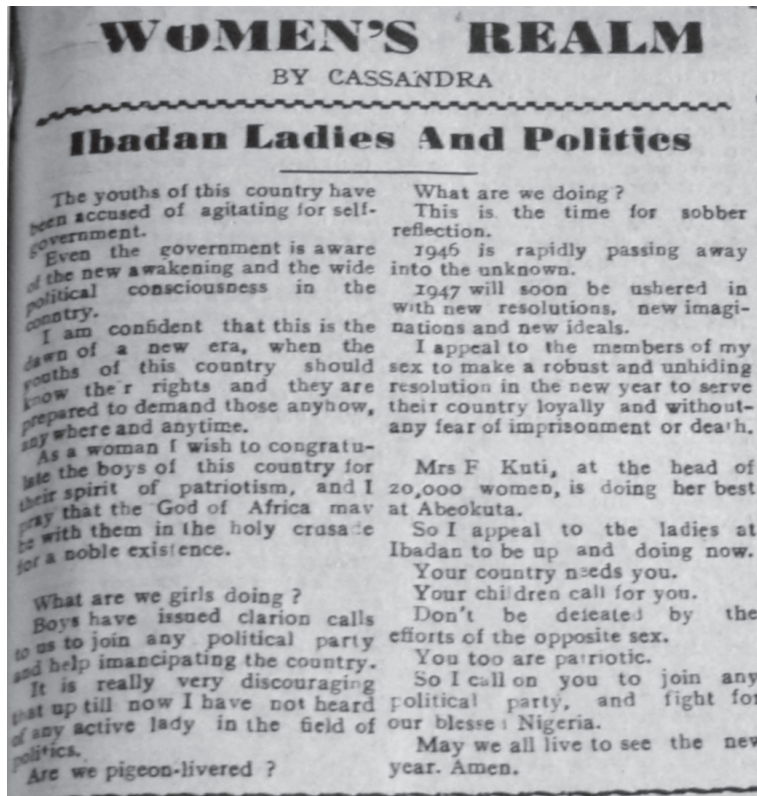 WOMEN'S REALM
BY CASSANDRA
Ibadan Ladies And Politics
The youths of this country have
been accused of agitating for self-
government.
Even the government is aware
of the new awakening and the wide
political consciousness in the
country.
I am confident that this is the
dawn of a new era, when the
youths of this country should
know the r rights and they are
prepared to demand those anyhow,
anywhere and anytime.
As a woman I wish to congratu-
late the boys of this country for
their spirit of patriotism, and I
pray that the God of Africa may
be with them in the holy crusade
for a noble existence.
What are we girls doing ?
Boys have issued clarion calls
to us to join any political party
and help imancipating the country.
It is really very discouraging
that up till now I have not heard
of any active lady in the field of
politics.
Are we pigeon-livered ?
What are we doing ?
This is the time for sobber
reflection.
1946 is rapidly passing away
into the unknown.
1947 will soon be ushered in
with new resolutions, new imagi-
nations and new ideals.
I appeal to the members of my
sex to make a robust and unhiding
resolution in the new year to serve
their country loyally and without-
any fear of imprisonment or death.
Mrs F Kuti, at the head of
20,000 women, is doing her best
at Abeokuta.
So I appeal to the ladies at
Ibadan to be up and doing now.
Your country needs you.
Your children call for you.
Don't be defeated by the
efforts of the opposite sex.
You too are patriotic.
So I call on you to join any
political party, and fight for
our blessed Nigeria.
May we all live to see the new
year. Amen.